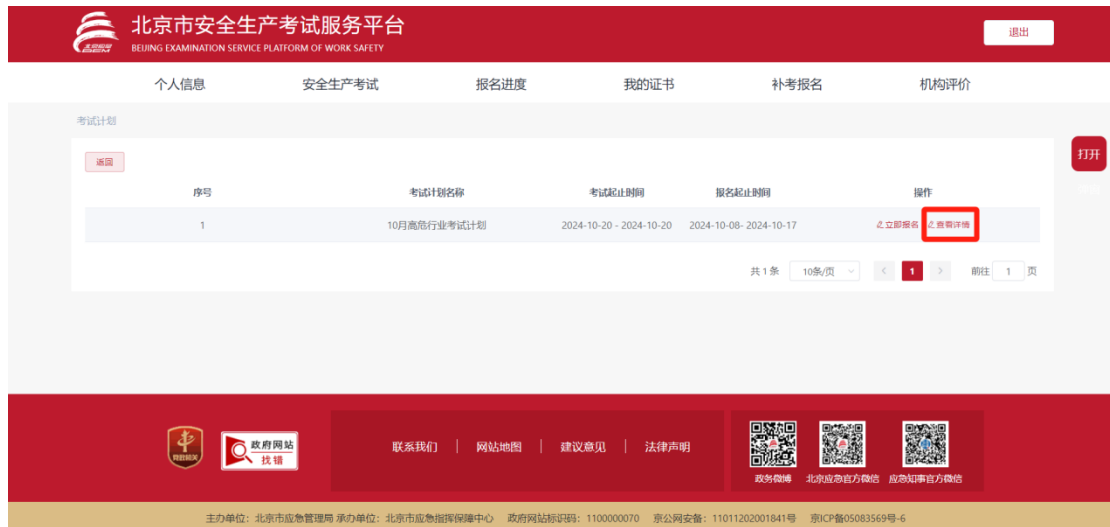 北京市安全生产考试服务平台
BEIJING EXAMINATION SERVICE PLATFORM OF WORK SAFETY
退出
个人信息 安全生产考试 报名进度 我的证书 补考报名 机构评价
考试计划
打开
返回
序号 考试计划名称 考试起止时间 报名起止时间 操作
1 10月高危行业考试计划 2024-10-20 - 2024-10-20 2024-10-08- 2024-10-17 立即报名 查看详情
共 1 条 10条/页 < 1 > 前往 1 页
党政机关
政府网站
找错
联系我们 | 网站地图 | 建议意见 | 法律声明
政务微博 北京应急官方微信 应急知事官方微信
主办单位：北京市应急管理局 承办单位：北京市应急指挥保障中心 政府网站标识码：1100000070 京公网安备：11011202001841号 京ICP备05083569号-6